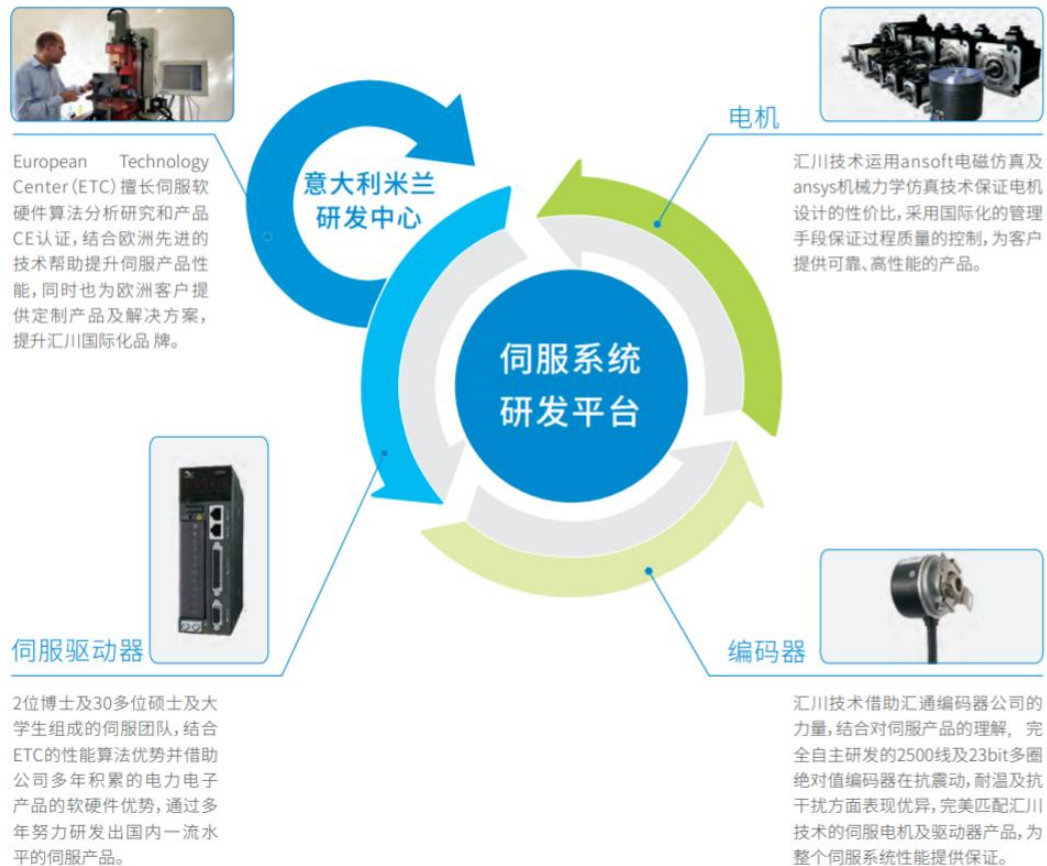 European Technology
Center(ETC)擅长伺服软
硬件算法分析研究和产品
CE认证,结合欧洲先进的
技术帮助提升伺服产品性
能,同时也为欧洲客户提
供定制产品及解决方案,
提升汇川国际化品 牌。
意大利米兰
研发中心
电机
汇川技术运用ansoft电磁仿真及
ansys机械力学仿真技术保证电机
设计的性价比,采用国际化的管理
手段保证过程质量的控制,为客户
提供可靠、高性能的产品。
伺服系统
研发平台
伺服驱动器
2位博士及30多位硕士及大
学生组成的伺服团队,结合
ETC的性能算法优势并借助
公司多年积累的电力电子
产品的软硬件优势,通过多
年努力研发出国内一流水
平的伺服产品。
编码器
汇川技术借助汇通编码器公司的
力量,结合对伺服产品的理解, 完
全自主研发的2500线及23bit多圈
绝对值编码器在抗震动,耐温及抗
干扰方面表现优异,完美匹配汇川
技术的伺服电机及驱动器产品,为
整个伺服系统性能提供保证。